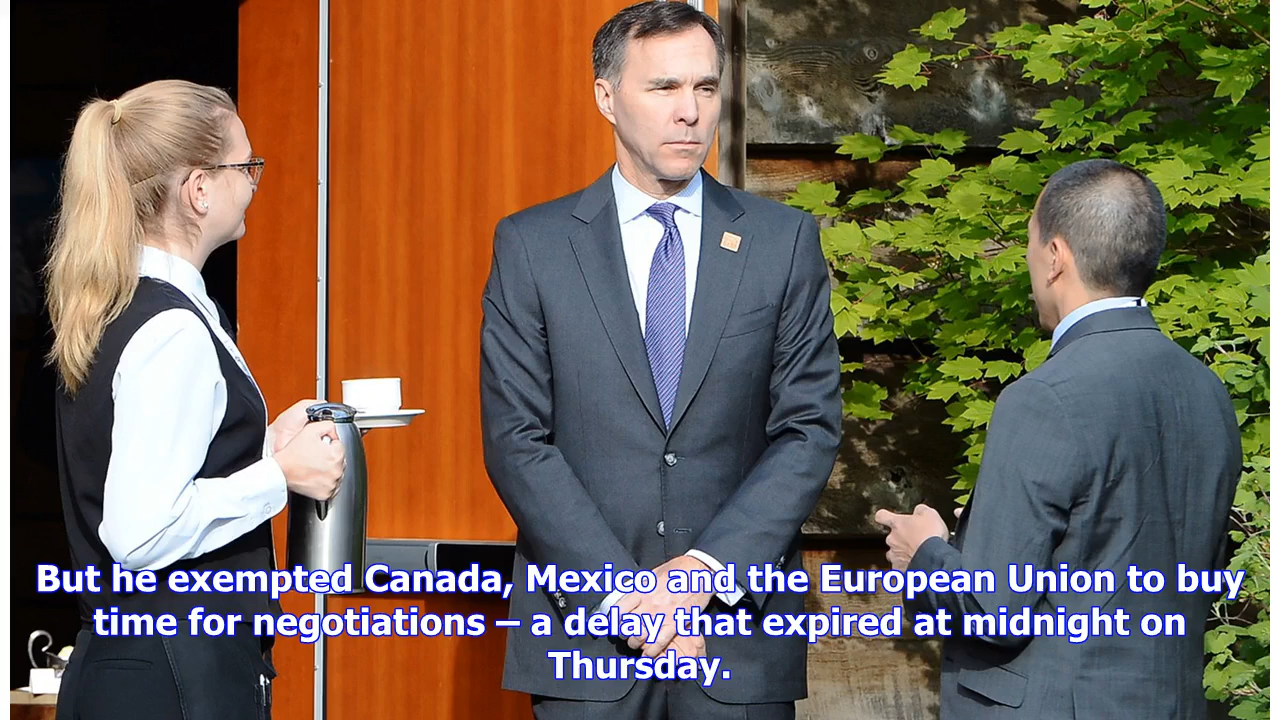 But he exempted Canada, Mexico and the European Union to buy
time for negotiations – a delay that expired at midnight on
Thursday.